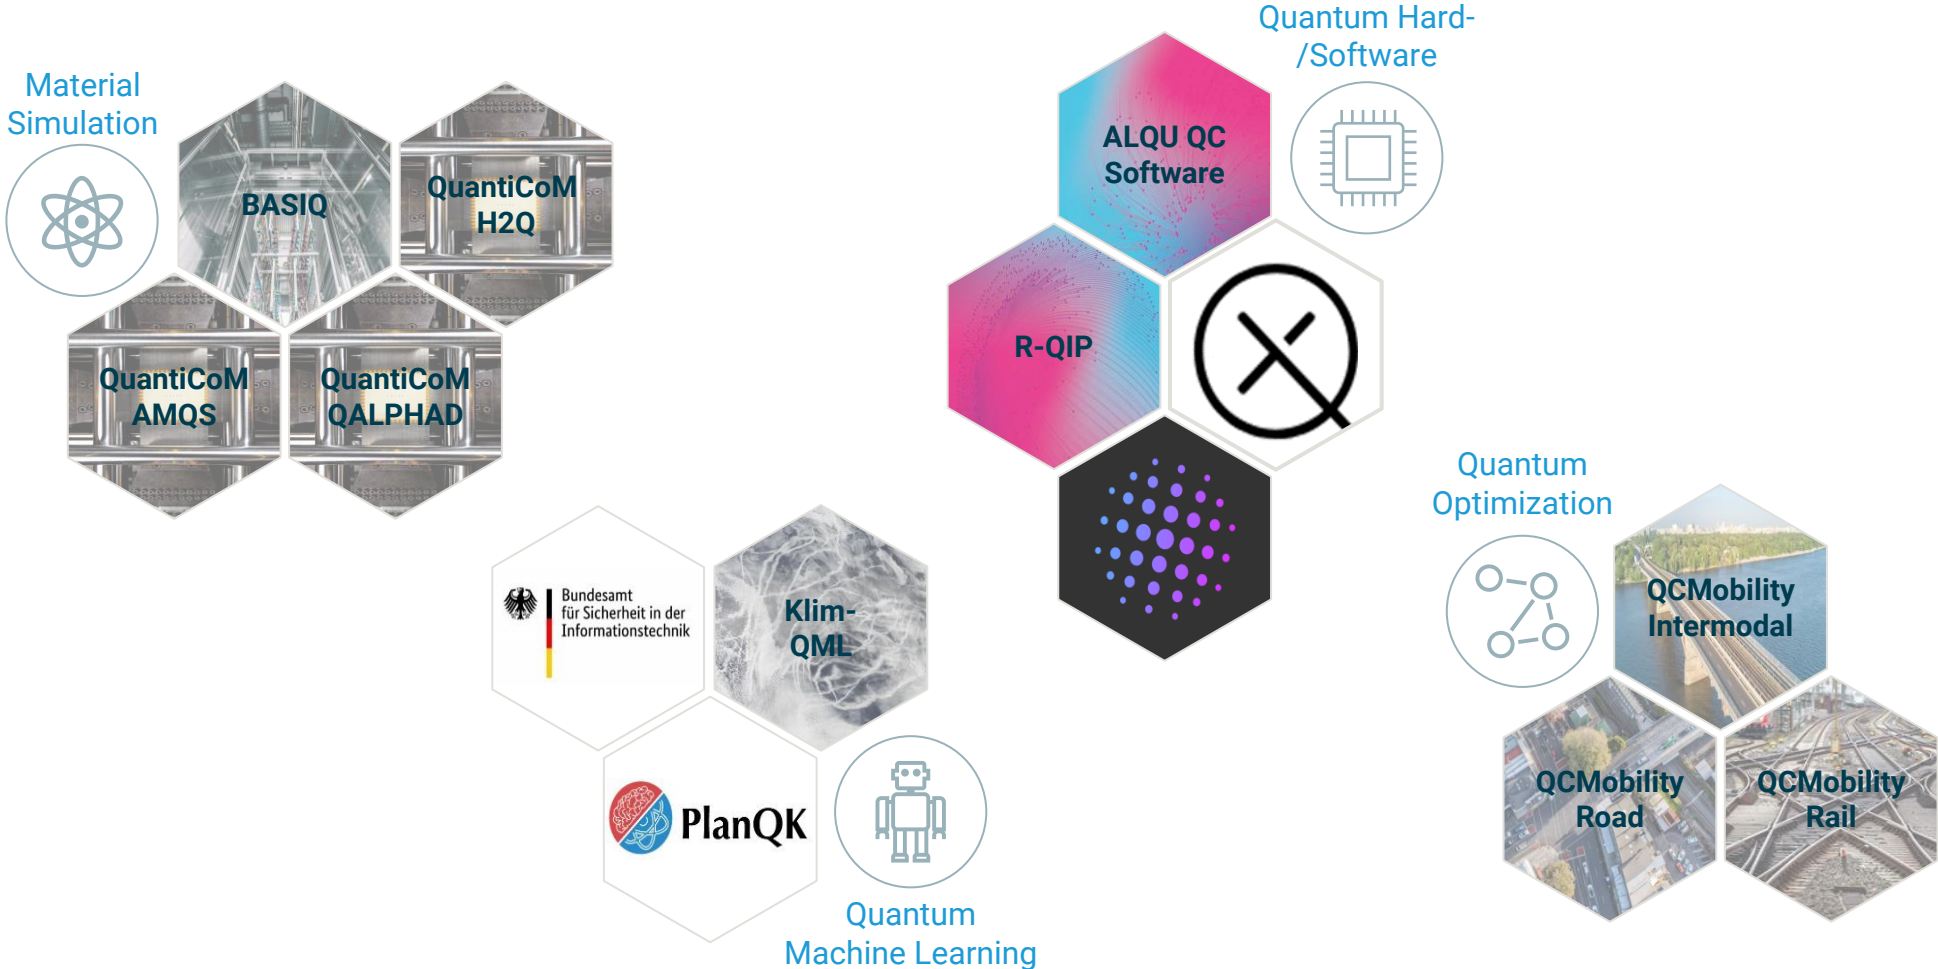 Material
Simulation
BASIQ
QuantiCoM
H2Q
QuantiCoM
AMQS
QuantiCoM
QALPHAD
Quantum Hard-
/Software
ALQU QC
Software
R-QIP
Bundesamt
für Sicherheit in der
Informationstechnik
Klim-
QML
PlanQK
Quantum
Machine Learning
Quantum
Optimization
QCMobility
Intermodal
QCMobility
Road
QCMobility
Rail